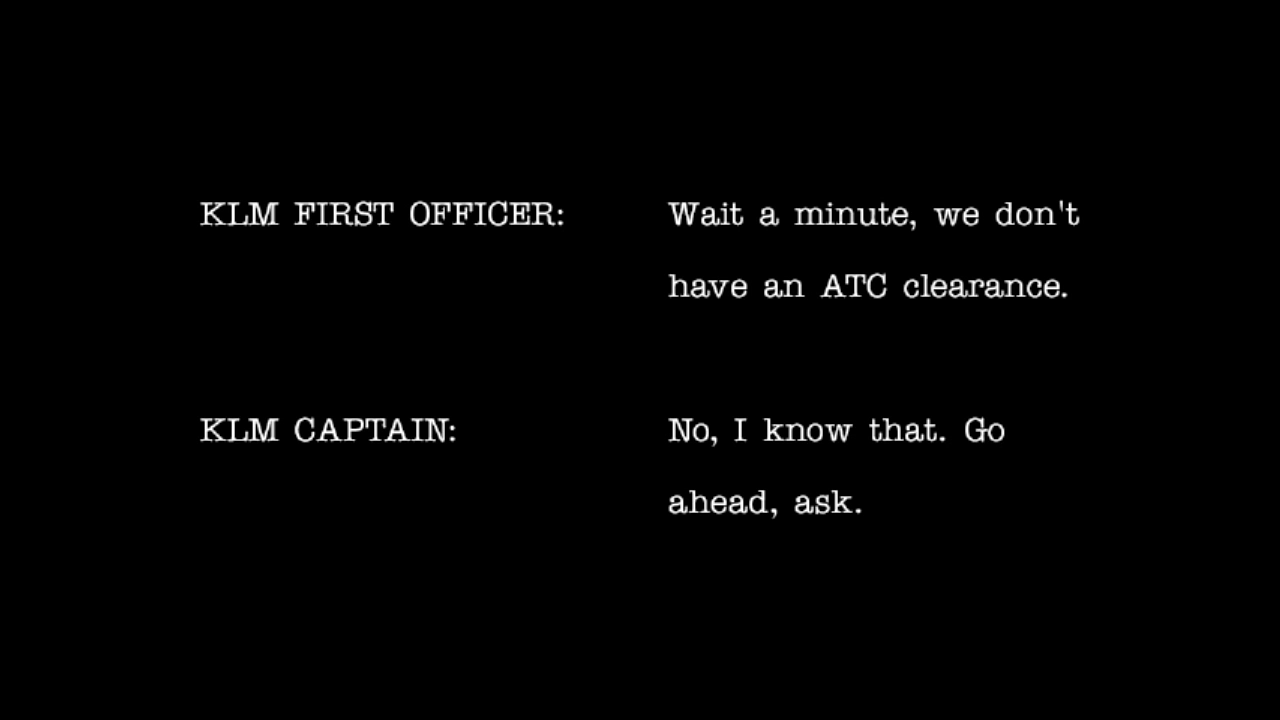 KLM FIRST OFFICER: Wait a minute, we don't
have an ATC clearance.
KLM CAPTAIN: No, I know that. Go
ahead, ask.